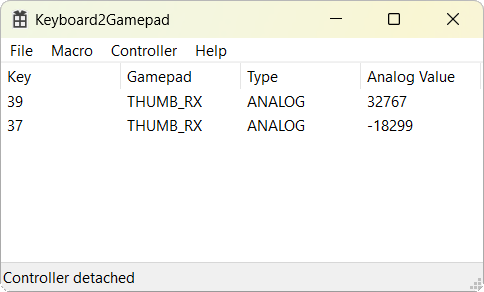 Keyboard2Gamepad
File Macro Controller Help
Key Gamepad Type Analog Value
39 THUMB_RX ANALOG 32767
37 THUMB_RX ANALOG -18299
Controller detached